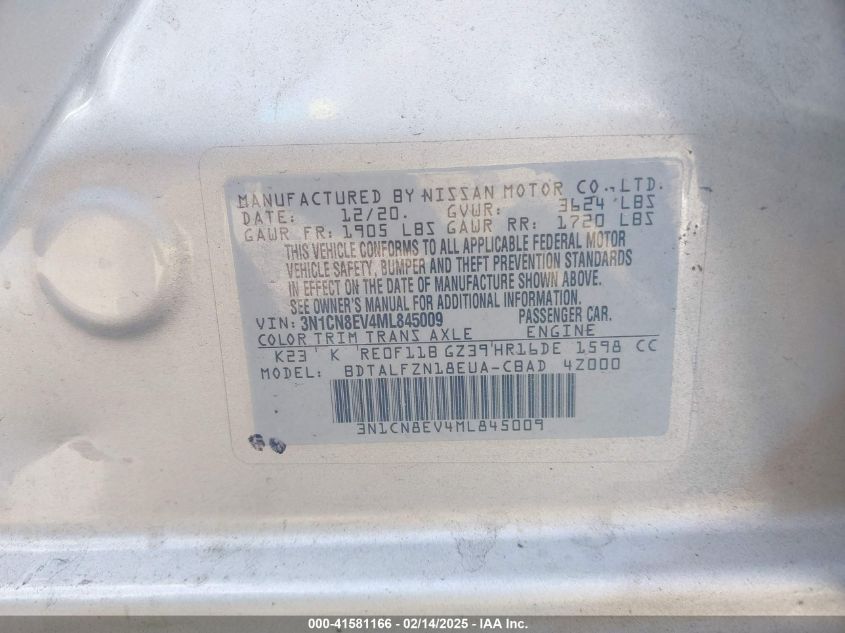 MANUFACTURED BY NISSAN MOTOR CO.,LTD.
DATE: 12/20. GVWR: 3624 LBS
GAWR FR: 1905 LBS GAWR RR: 1720 LBS
THIS VEHICLE CONFORMS TO ALL APPLICABLE FEDERAL MOTOR
VEHICLE SAFETY, BUMPER AND THEFT PREVENTION STANDARDS
IN EFFECT ON THE DATE OF MANUFACTURE SHOWN ABOVE.
SEE OWNER'S MANUAL FOR ADDITIONAL INFORMATION.
VIN: 3N1CN8EV4ML845009 PASSENGER CAR.
COLOR TRIM TRANS AXLE ENGINE
K23 ' K ' RE0F11B GZ39'HR16DE 1598 CC
MODEL: BDTALFZN18EUA-CBAD 4Z000
3N1CN8EV4ML845009
000-41581166 - 02/14/2025 - IAA Inc.